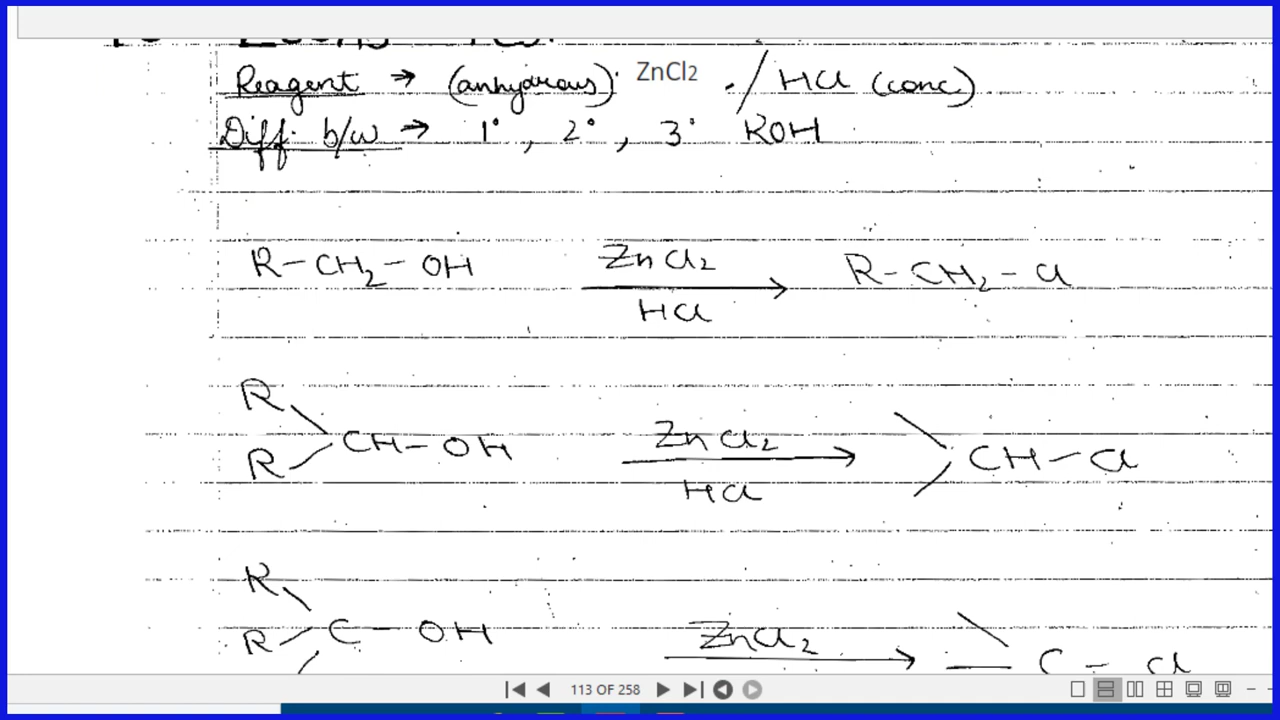 Reagent → (anhydrous) ZnCl2 / HCl (conc)
Diff. b/w → 1°, 2°, 3° ROH
R-CH2-OH ZnCl2 HCl → R-CH2-Cl
R
R CH-OH ZnCl2 HCl → CH-Cl
R
R C-OH ZnCl2 → C-Cl
113 OF 258